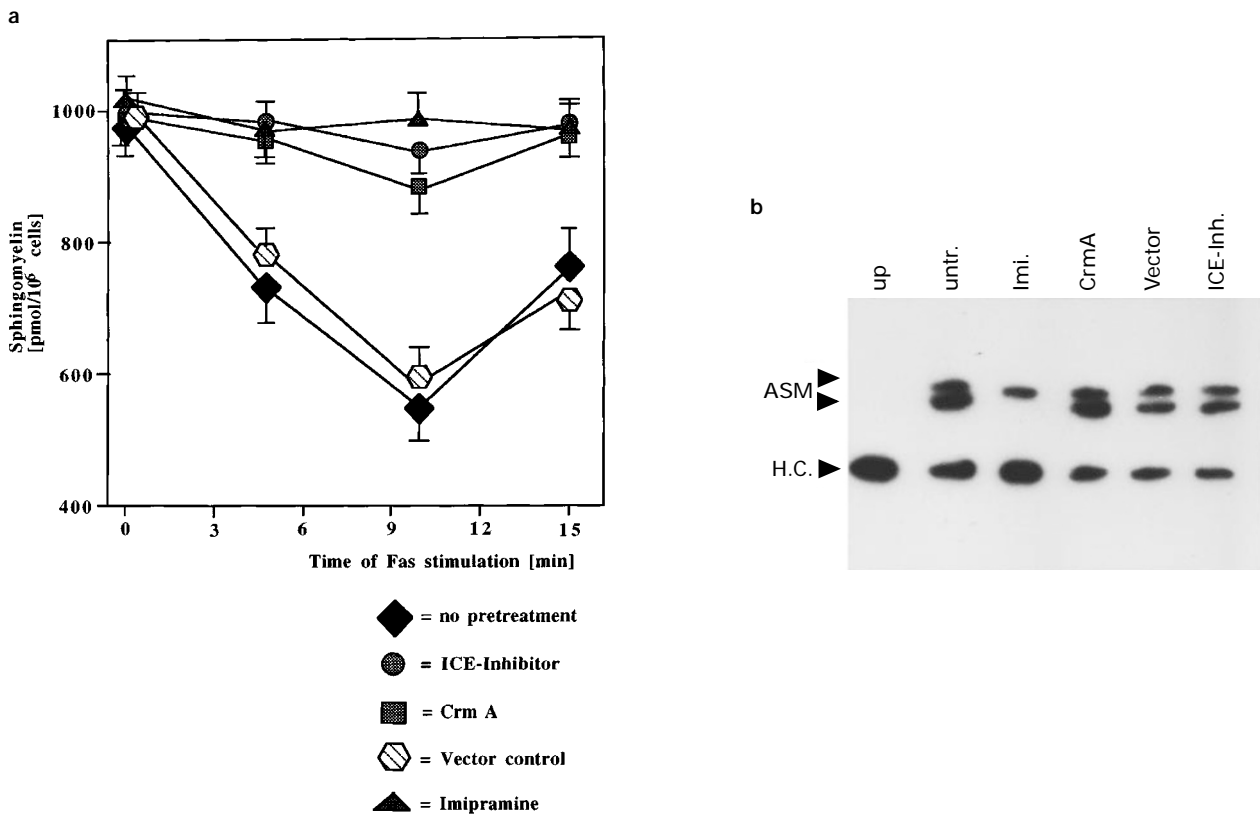 a
1000
800
600
400
Sphingomyelin
[pmol/10⁶ cells]
0 3 6 9 12 15
Time of Fas stimulation [min]
= no pretreatment
= ICE-Inhibitor
= Crm A
= Vector control
= Imipramine
b
up untr. Imi. CrmA Vector ICE-Inh.
ASM
H.C.